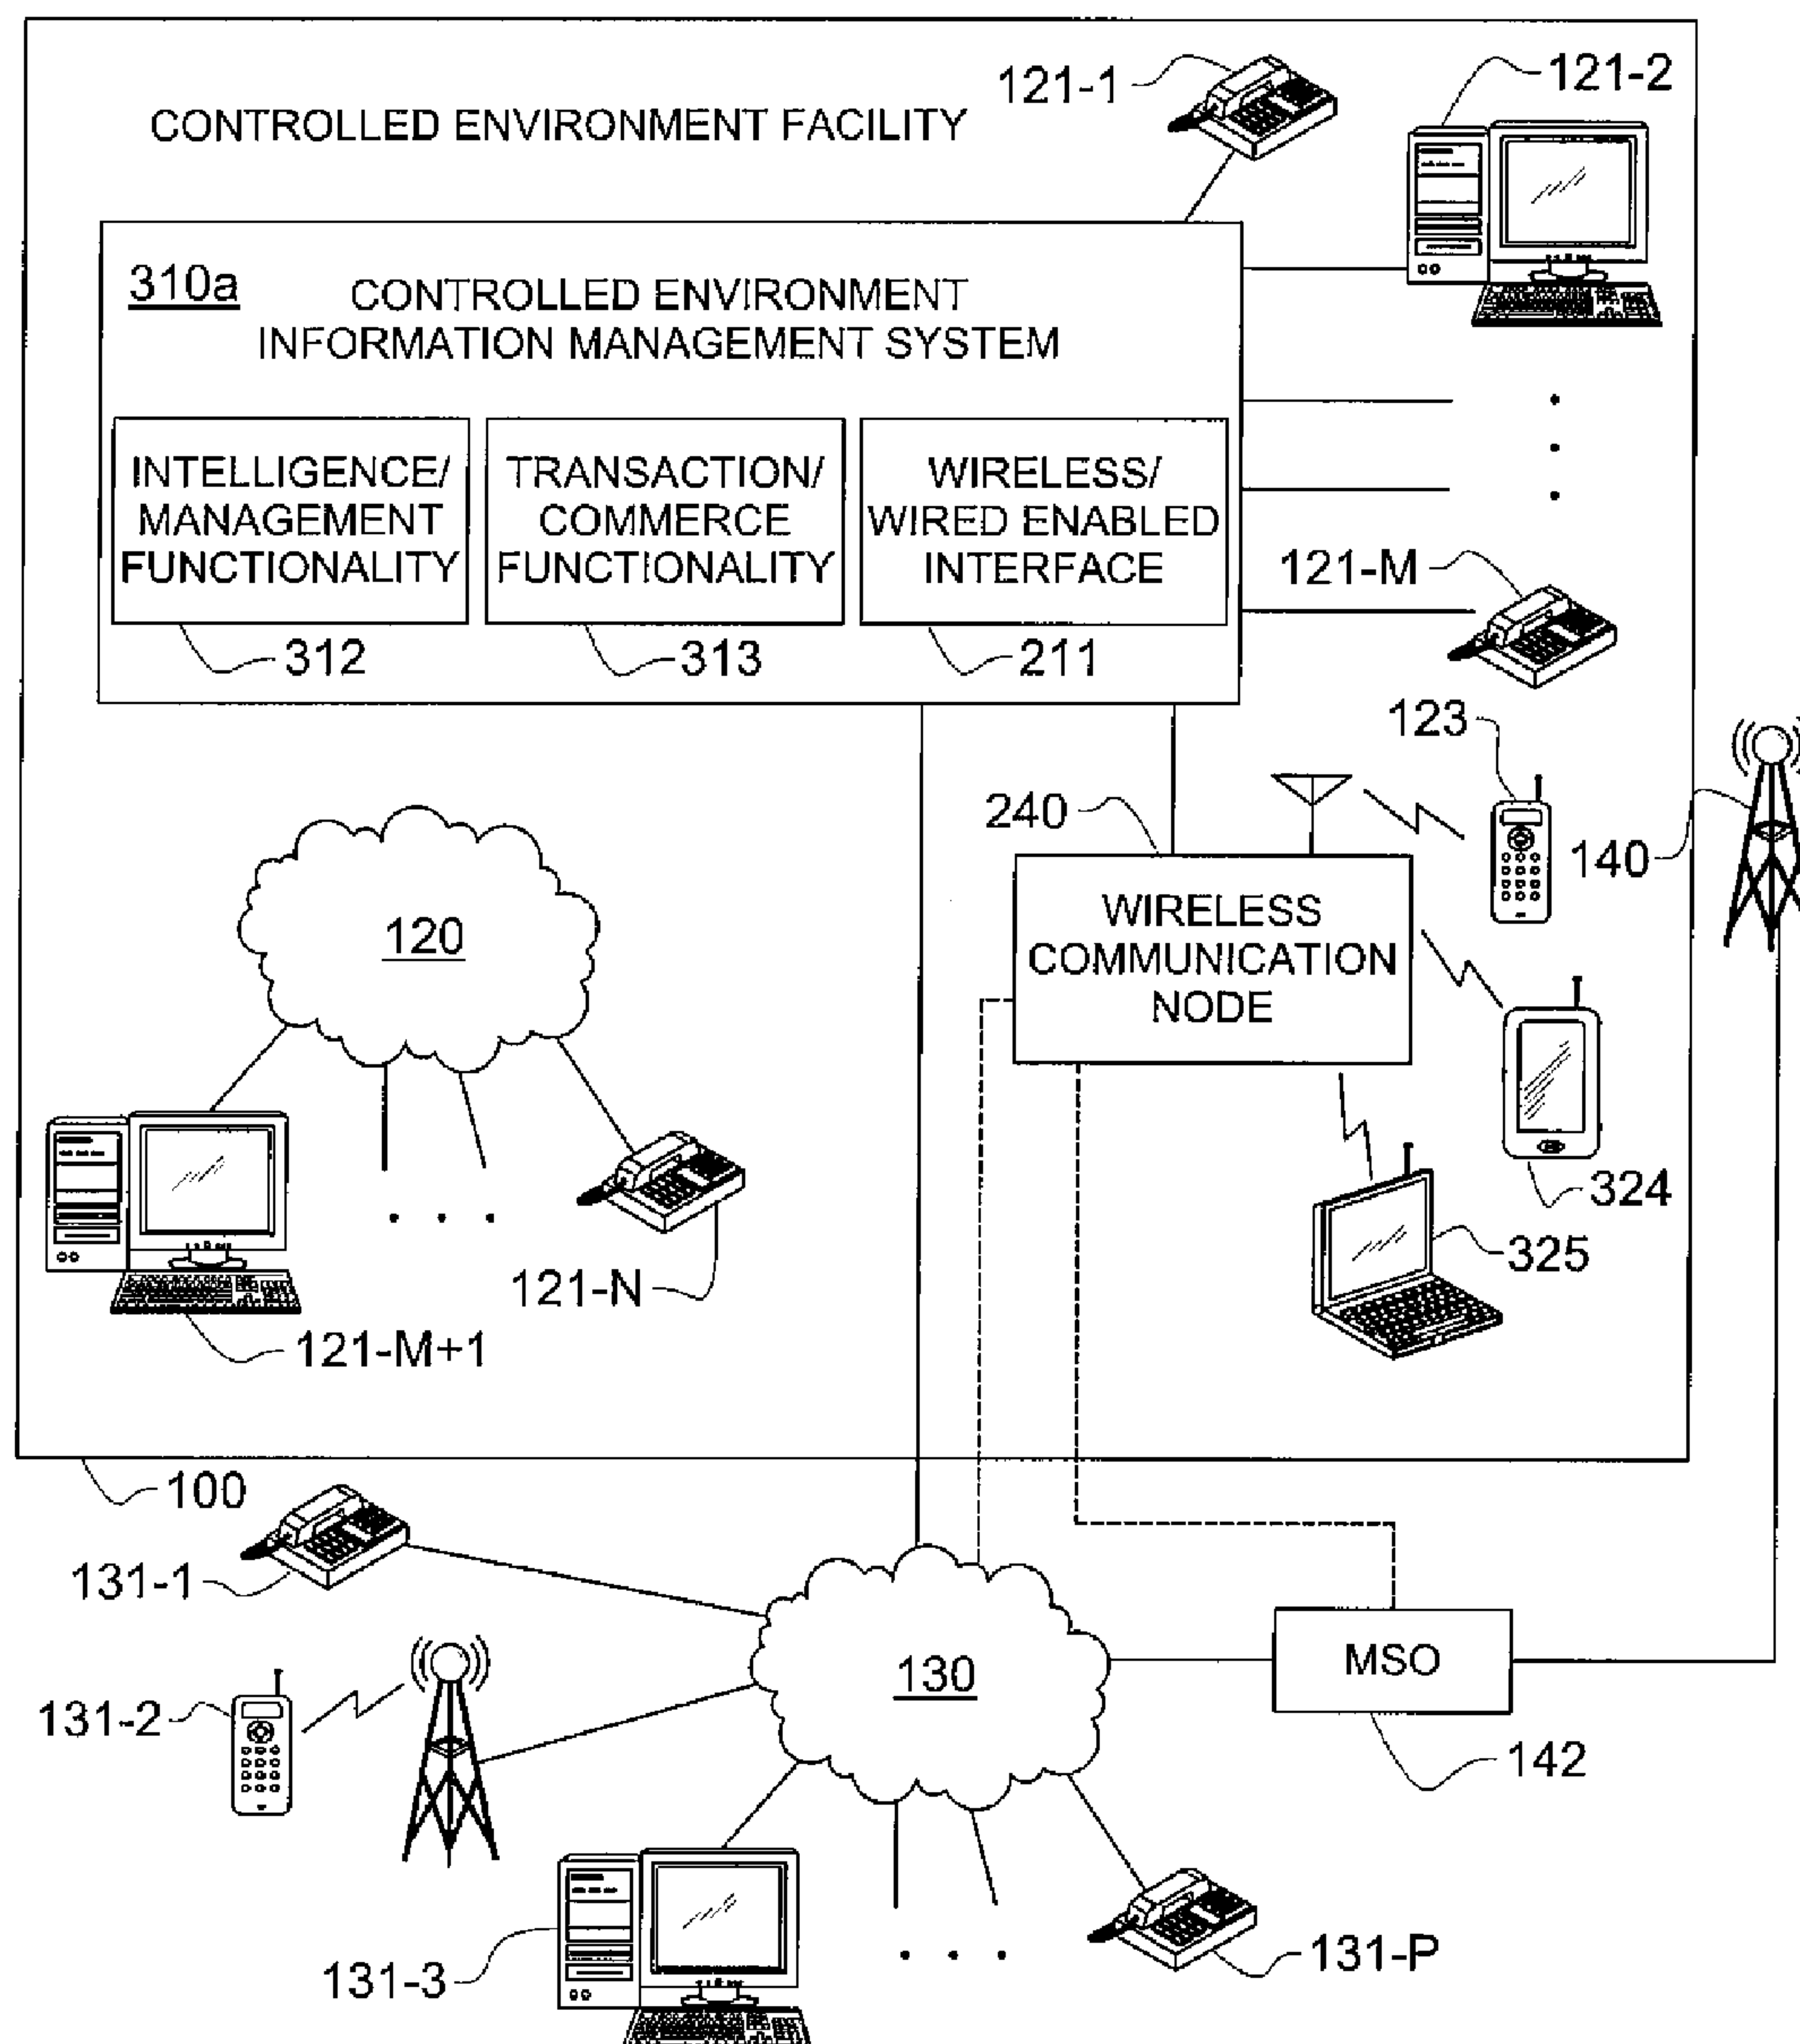 121-1
121-2
CONTROLLED ENVIRONMENT FACILITY
310a
CONTROLLED ENVIRONMENT
INFORMATION MANAGEMENT SYSTEM
INTELLIGENCE/
MANAGEMENT
FUNCTIONALITY
TRANSACTION/
COMMERCE
FUNCTIONALITY
WIRELESS/
WIRED ENABLED
INTERFACE
312
313
211
121-M
123
140
240
WIRELESS
COMMUNICATION
NODE
120
324
325
121-N
121-M+1
100
131-1
130
MSO
131-2
142
131-3
131-P